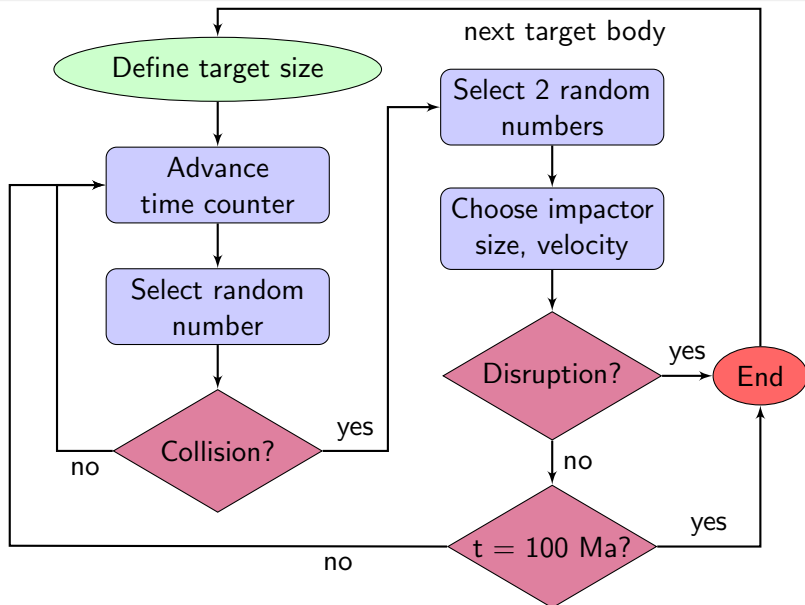 next target body
Define target size
Advance
time counter
Select random
number
Collision?
no
yes
Select 2 random
numbers
Choose impactor
size, velocity
Disruption?
yes
End
no
t = 100 Ma?
yes
no